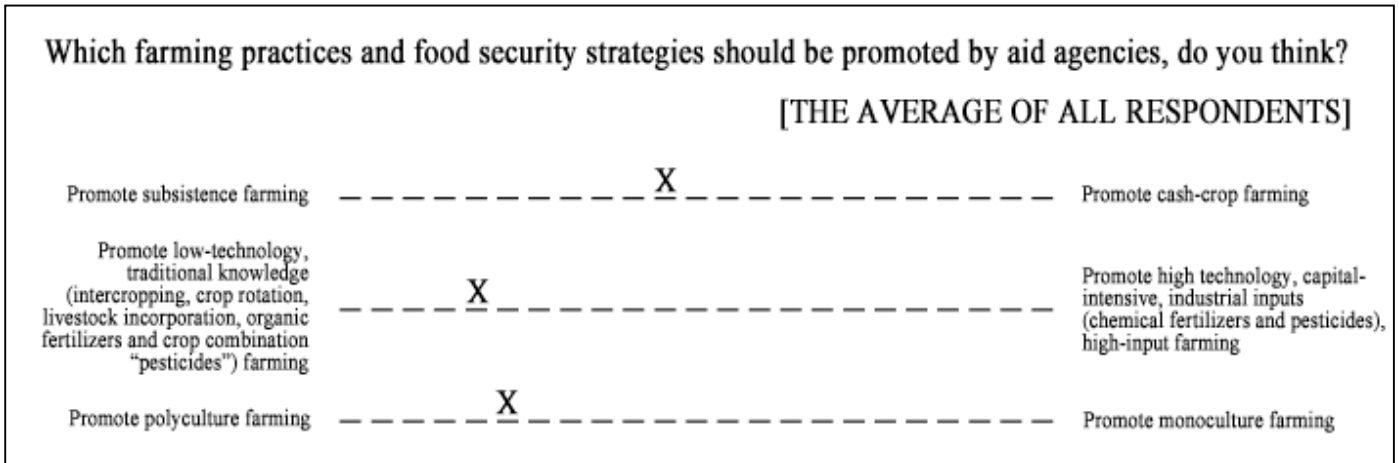 Which farming practices and food security strategies should be promoted by aid agencies, do you think?
[THE AVERAGE OF ALL RESPONDENTS]
Promote subsistence farming
X
Promote cash-crop farming
Promote low-technology,
traditional knowledge
(intercropping, crop rotation,
livestock incorporation, organic
fertilizers and crop combination
“pesticides”) farming
X
Promote high technology, capital-
intensive, industrial inputs
(chemical fertilizers and pesticides),
high-input farming
Promote polyculture farming
X
Promote monoculture farming